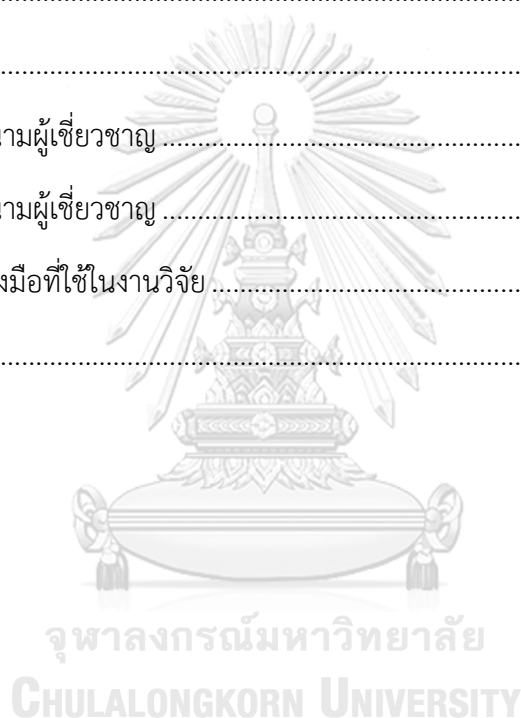 ....................................................................
....................................................................
นามผู้เชี่ยวชาญ ..............................................
นามผู้เชี่ยวชาญ ..............................................
งมือที่ใช้ในงานวิจัย ........................................
....................................................................
จุฬาลงกรณ์มหาวิทยาลัย
CHULALONGKORN UNIVERSITY